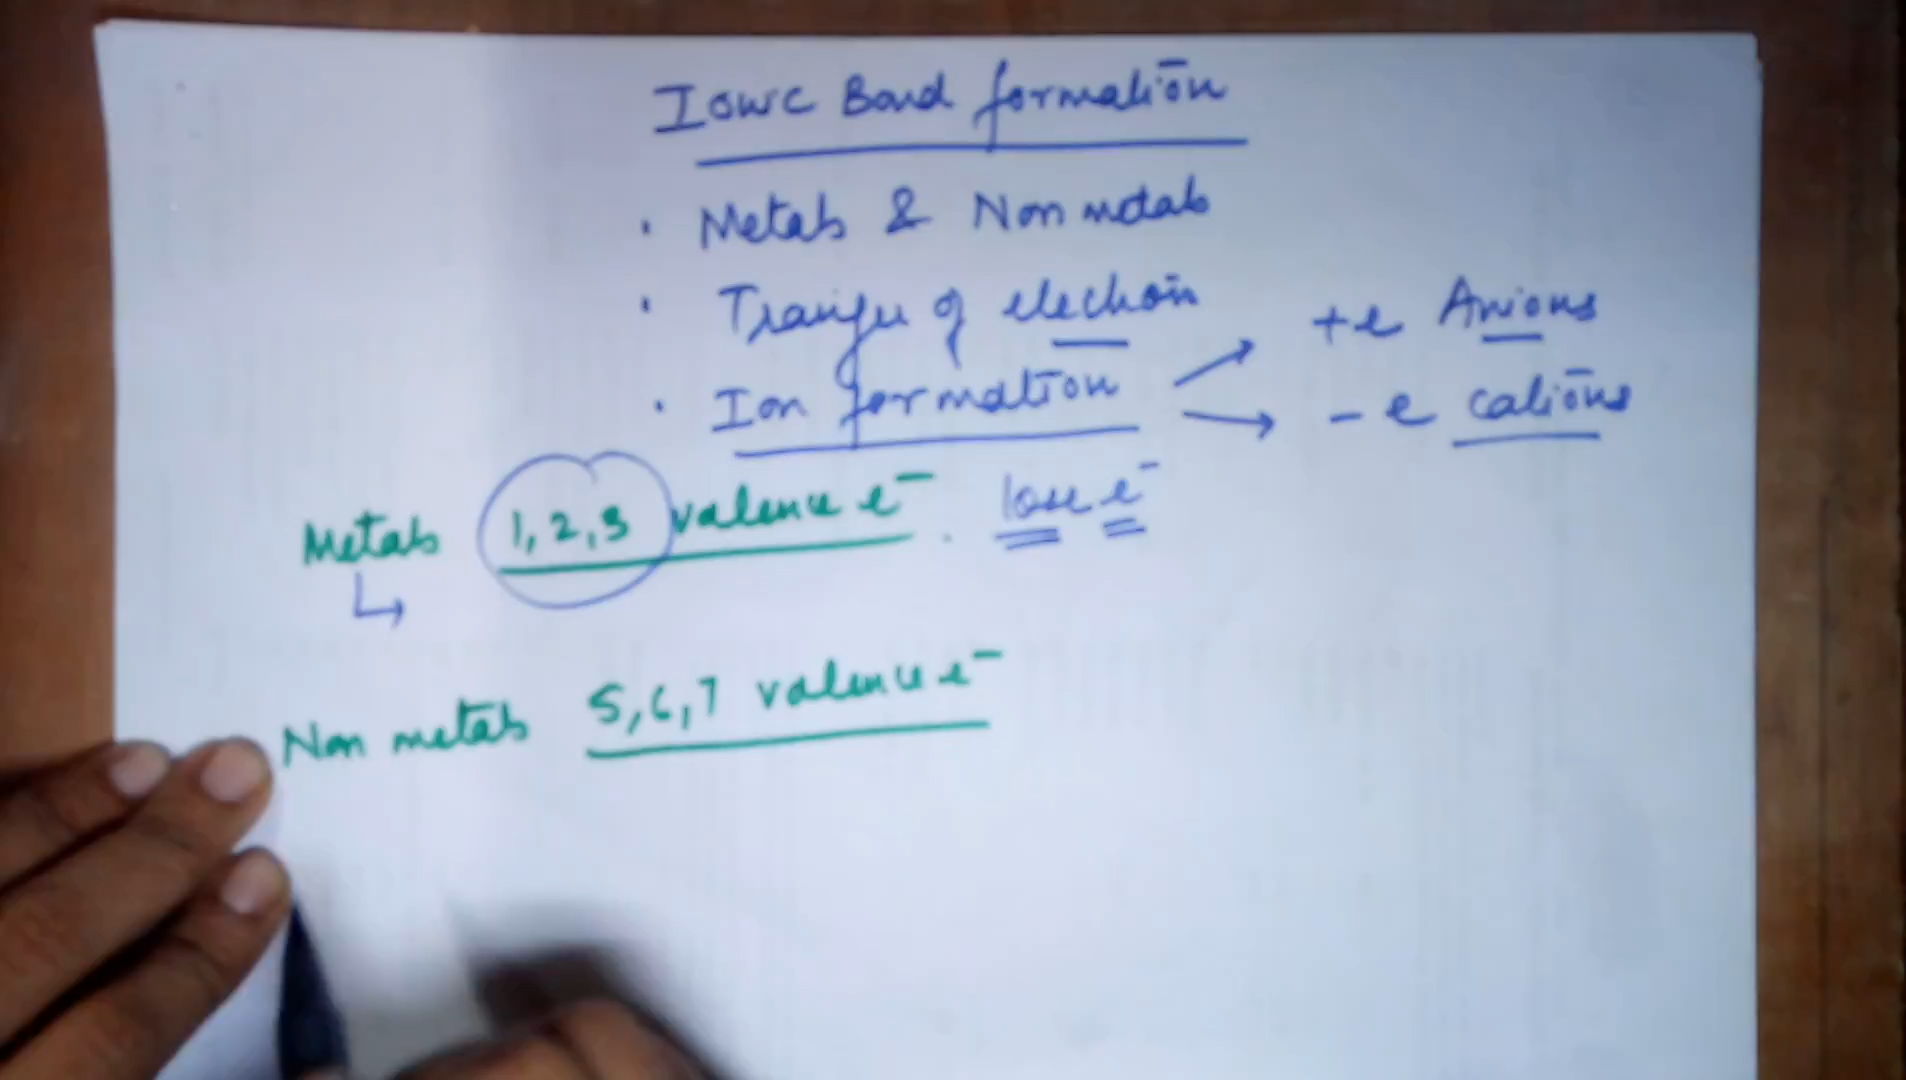 Ionic Bond formation
. Metals & Non metals
. Transfer of electron
. Ion formation
+e Anions
-e cations
Metals 1,2,3 valence e⁻. lose e⁻
Non metals 5,6,7 valence e⁻